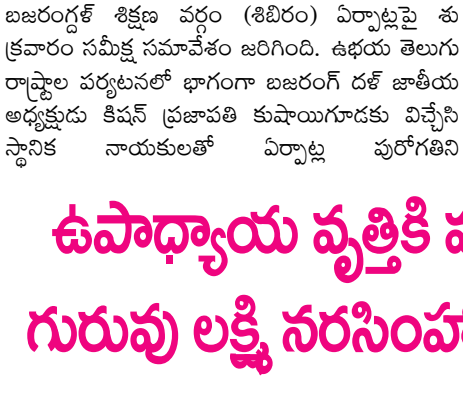 బజరంగ్దళ్ శిక్షణ వర్గం (శిబిరం) ఏర్పాట్లపై శు
క్రవారం సమీక్ష సమావేశం జరిగింది. ఉభయ తెలుగు
రాష్ట్రాల పర్యటనలో భాగంగా బజరంగ్ దళ్ జాతీయ
అధ్యక్షుడు కిషన్ ప్రజాపతి కుషాయిగూడకు విచ్చేసి
స్థానిక నాయకులతో ఏర్పాట్ల పురోగతిని
ఉపాధ్యాయ వృత్తికి
గురువు లక్ష్మి నరసింహ